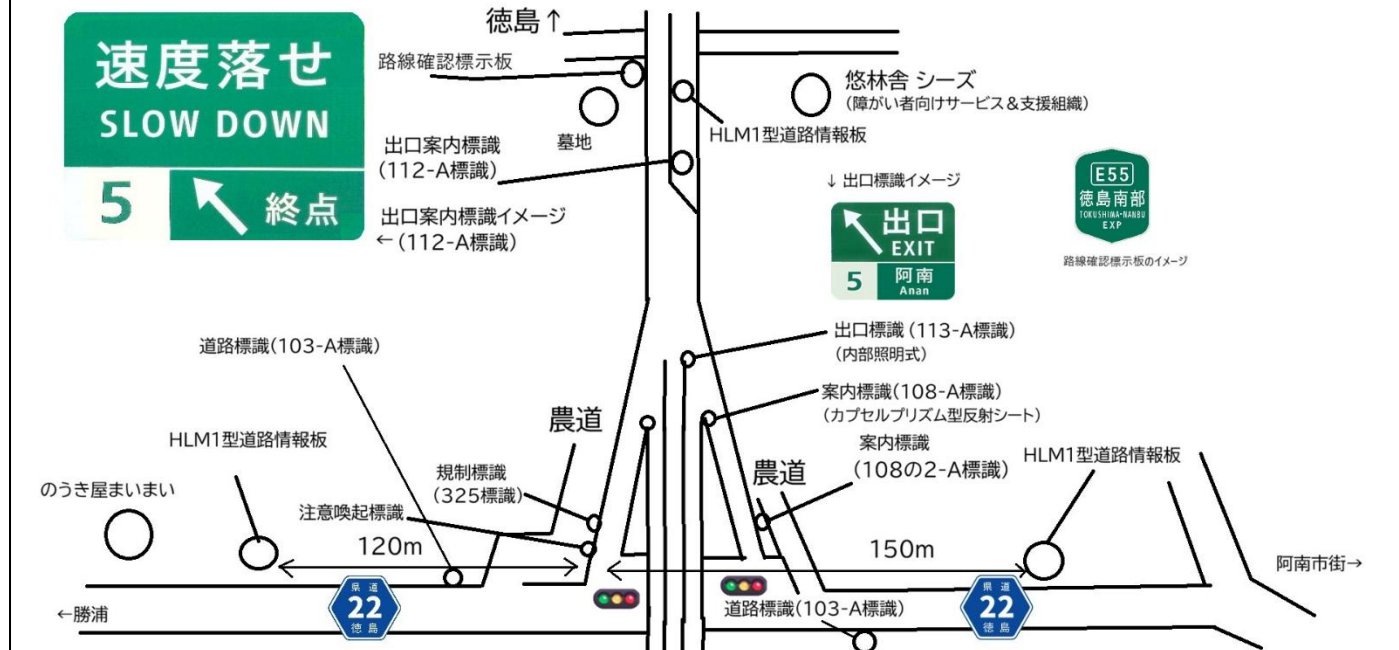 速度落せ
SLOW DOWN
5
終点
徳島↑
路線確認標示板
墓地
出口案内標識
(112-A標識)
出口案内標識イメージ
←(112-A標識)
悠林舎 シーズ
(障がい者向けサービス&支援組織)
HLM1型道路情報板
↓ 出口標識イメージ
出口
EXIT
5
阿南
Anan
E55
徳島南部
TOKUSHIMA-NANBU
EXP
路線確認標示板のイメージ
道路標識(103-A標識)
出口標識 (113-A標識)
(内部照明式)
案内標識(108-A標識)
(カプセルプリズム型反射シート)
農道
HLM1型道路情報板
規制標識
(325標識)
案内標識
(108の2-A標識)
農道
HLM1型道路情報板
のうき屋まいまい
注意喚起標識
120m
150m
阿南市街→
←勝浦
県道
22
徳島
道路標識(103-A標識)
県道
22
徳島